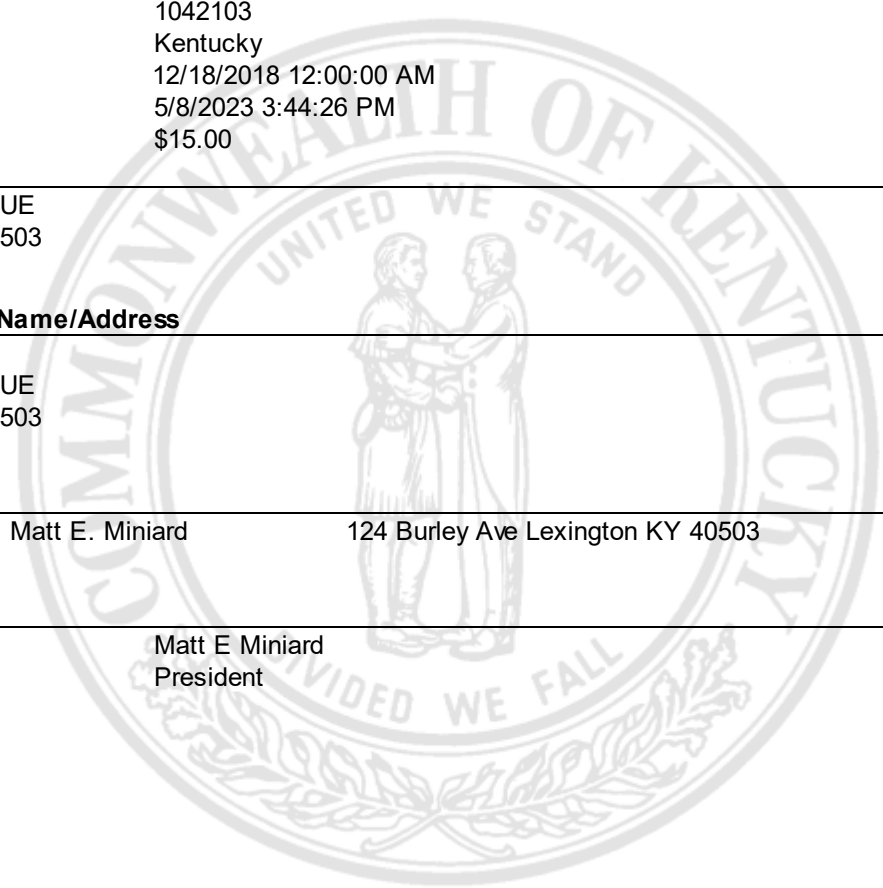 1042103
Kentucky
12/18/2018 12:00:00 AM
5/8/2023 3:44:26 PM
$15.00
UE
503
Name/Address
UE
503
Matt E. Miniard 124 Burley Ave Lexington KY 40503
Matt E Miniard
President
COMMONWEALTH OF KENTUCKY
UNITED WE STAND
DIVIDED WE FALL